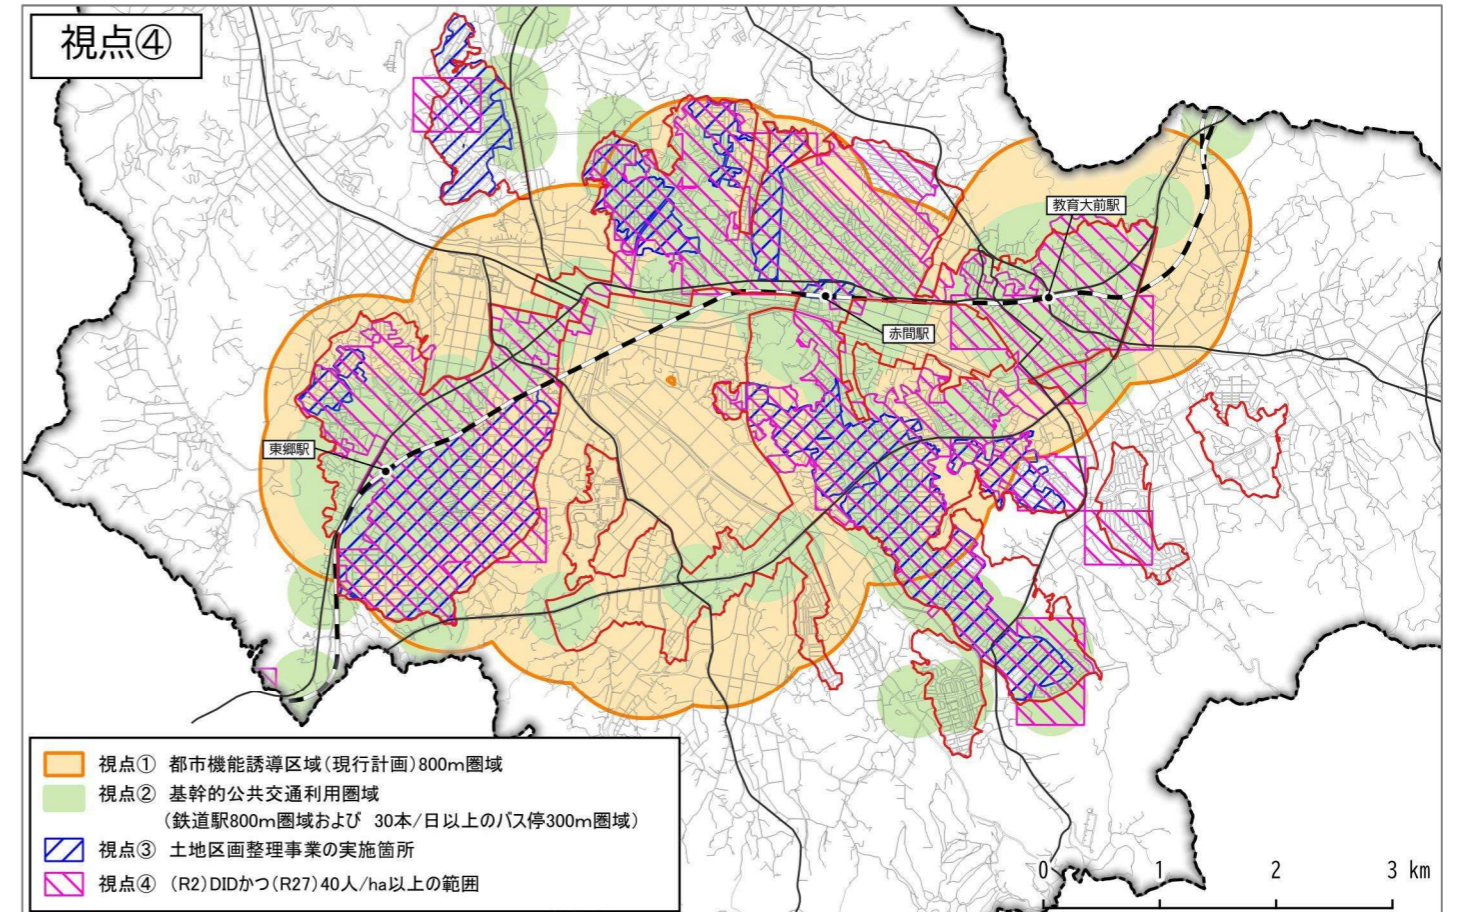 視点④
教育大前駅
赤間駅
東郷駅
視点① 都市機能誘導区域(現行計画)800m圏域
視点② 基幹的公共交通利用圏域
(鉄道駅800m圏域および 30本/日以上のバス停300m圏域)
視点③ 土地区画整理事業の実施箇所
視点④ (R2)DIDかつ(R27)40人/ha以上の範囲
0 1 2 3 km